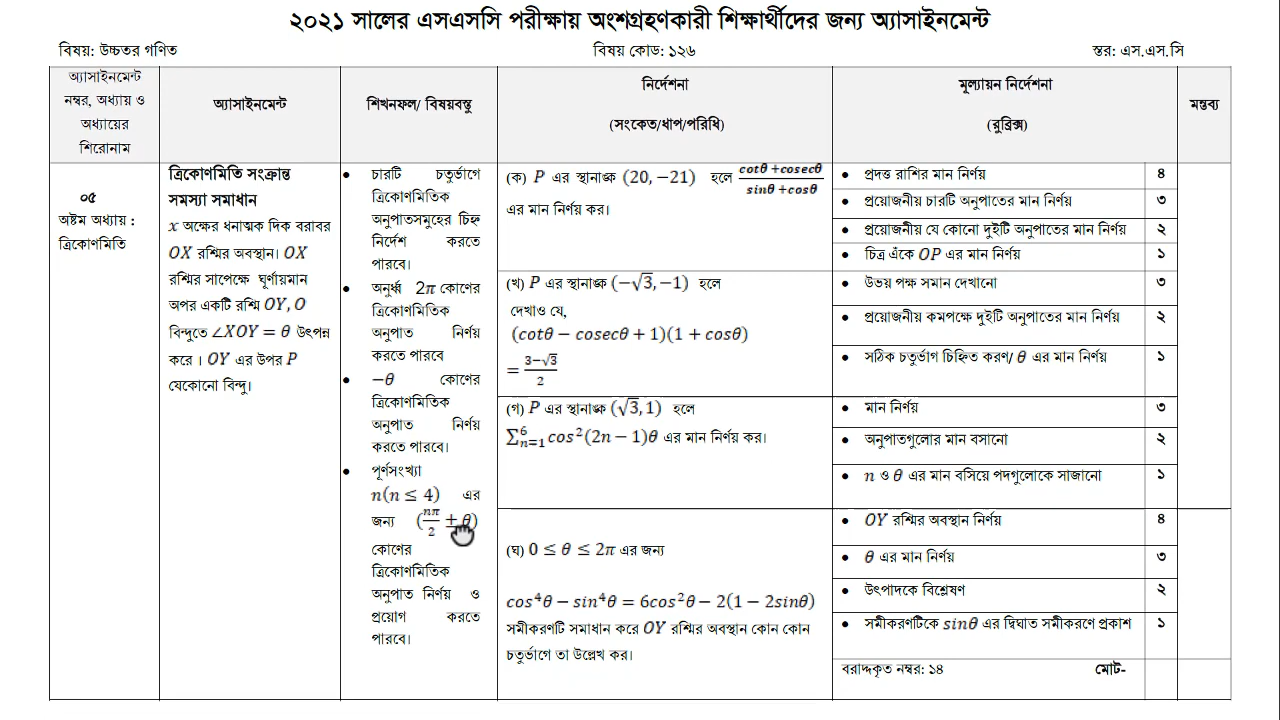 ২০২১ সালের এসএসসি পরীক্ষায় অংশগ্রহণকারী শিক্ষার্থীদের জন্য অ্যাসাইনমেন্ট
বিষয়: উচ্চতর গণিত
বিষয় কোড: ১২৬
স্তর: এস.এস.সি
অ্যাসাইনমেন্ট
নম্বর, অধ্যায় ও
অধ্যায়ের
শিরোনাম
অ্যাসাইনমেন্ট
শিখনফল/ বিষয়বস্তু
নির্দেশনা
(সংকেত/ধাপ/পরিধি)
মূল্যায়ন নির্দেশনা
(রুব্রিক্স)
মন্তব্য
০৫
অষ্টম অধ্যায় :
ত্রিকোণমিতি
ত্রিকোণমিতি সংক্রান্ত
সমস্যা সমাধান
x অক্ষের ধনাত্মক দিক বরাবর
OX রশ্মির অবস্থান। OX
রশ্মির সাপেক্ষে ঘূর্ণায়মান
অপর একটি রশ্মি OY, O
বিন্দুতে ∠XOY = θ উৎপন্ন
করে । OY এর উপর P
যেকোনো বিন্দু।
• চারটি চতুর্ভাগে
ত্রিকোণমিতিক
অনুপাতসমূহের চিহ্ন
নির্দেশ করতে
পারবে।
• অনুর্ধ্ব 2π কোণের
ত্রিকোণমিতিক
অনুপাত নির্ণয়
করতে পারবে
• −θ কোণের
ত্রিকোণমিতিক
অনুপাত নির্ণয়
করতে পারবে।
• পূর্ণসংখ্যা
n(n ≤ 4) এর
জন্য (nπ/2 ± θ)
কোণের
ত্রিকোণমিতিক
অনুপাত নির্ণয় ও
প্রয়োগ করতে
পারবে।
(ক) P এর স্থানাঙ্ক (20, −21) হলে (cotθ+cosecθ)/(sinθ+cosθ)
এর মান নির্ণয় কর।
• প্রদত্ত রাশির মান নির্ণয় ৪
• প্রয়োজনীয় চারটি অনুপাতের মান নির্ণয় ৩
• প্রয়োজনীয় যে কোনো দুইটি অনুপাতের মান নির্ণয় ২
• চিত্র এঁকে OP এর মান নির্ণয় ১
(খ) P এর স্থানাঙ্ক (−√3, −1) হলে
দেখাও যে,
(cotθ − cosecθ + 1)(1 + cosθ)
= (3−√3)/2
• উভয় পক্ষ সমান দেখানো ৩
• প্রয়োজনীয় কমপক্ষে দুইটি অনুপাতের মান নির্ণয় ২
• সঠিক চতুর্ভাগ চিহ্নিত করণ/ θ এর মান নির্ণয় ১
(গ) P এর স্থানাঙ্ক (√3, 1) হলে
∑ₙ₌₁⁶ cos²(2n − 1)θ এর মান নির্ণয় কর।
• মান নির্ণয় ৩
• অনুপাতগুলোর মান বসানো ২
• n ও θ এর মান বসিয়ে পদগুলোকে সাজানো ১
(ঘ) 0 ≤ θ ≤ 2π এর জন্য
cos⁴θ − sin⁴θ = 6cos²θ − 2(1 − 2sinθ)
সমীকরণটি সমাধান করে OY রশ্মির অবস্থান কোন কোন
চতুর্ভাগে তা উল্লেখ কর।
• OY রশ্মির অবস্থান নির্ণয় ৪
• θ এর মান নির্ণয় ৩
• উৎপাদকে বিশ্লেষণ ২
• সমীকরণটিকে sinθ এর দ্বিঘাত সমীকরণে প্রকাশ ১
বরাদ্দকৃত নম্বর: ১৪ মোট-